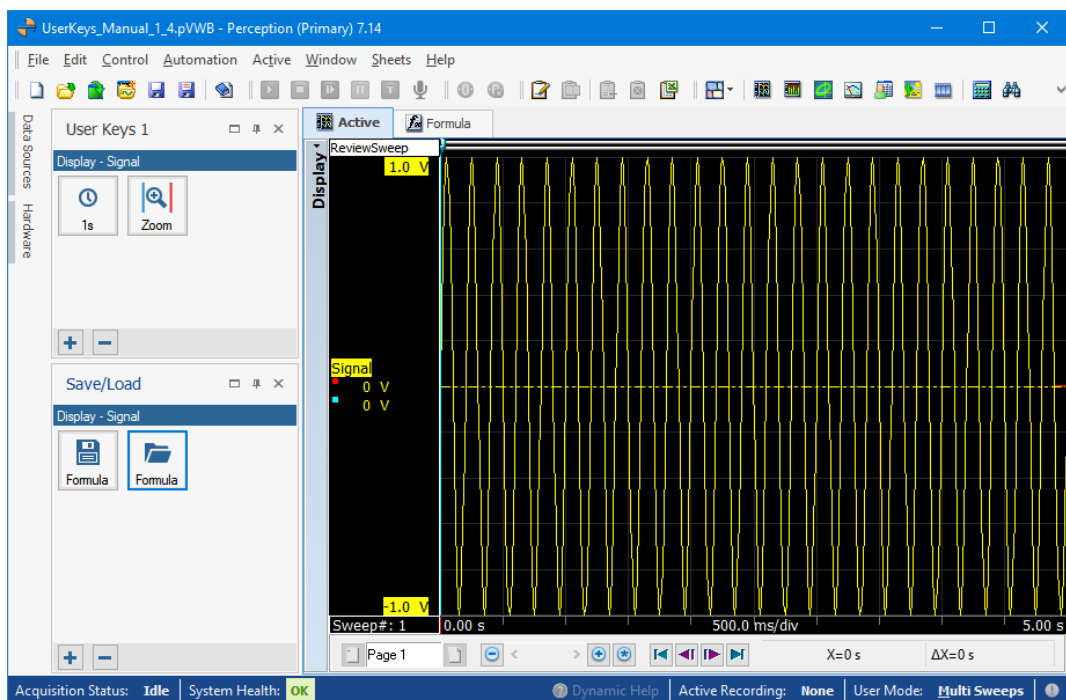 UserKeys_Manual_1_4.pVWB - Perception (Primary) 7.14
File Edit Control Automation Active Window Sheets Help
Data Sources
Hardware
User Keys 1
Display - Signal
1s
Zoom
Save/Load
Display - Signal
Formula
Formula
Active
Formula
Display
ReviewSweep
1.0 V
Signal
0 V
0 V
-1.0 V
Sweep#: 1
0.00 s
500.0 ms/div
5.00 s
Page 1
X=0 s
ΔX=0 s
Acquisition Status: Idle
System Health: OK
Dynamic Help
Active Recording: None
User Mode: Multi Sweeps